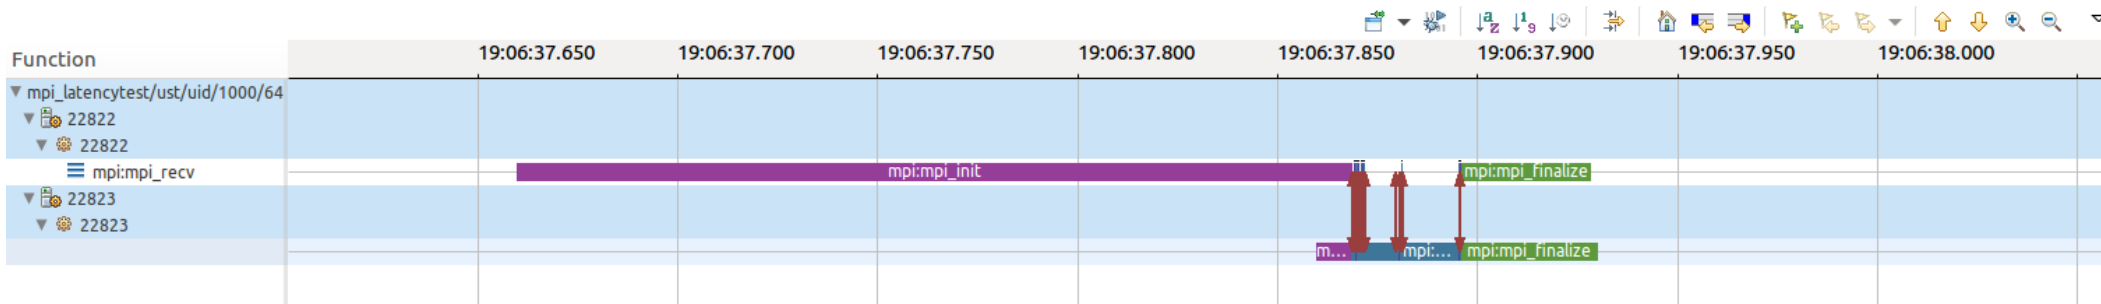 19:06:37.650 19:06:37.700 19:06:37.750 19:06:37.800 19:06:37.850 19:06:37.900 19:06:37.950 19:06:38.000
Function
mpi_latencytest/ust/uid/1000/64
22822
22822
mpi:mpi_recv mpi:mpi_init mpi:mpi_finalize
22823
22823
m... mpi:... mpi:mpi_finalize